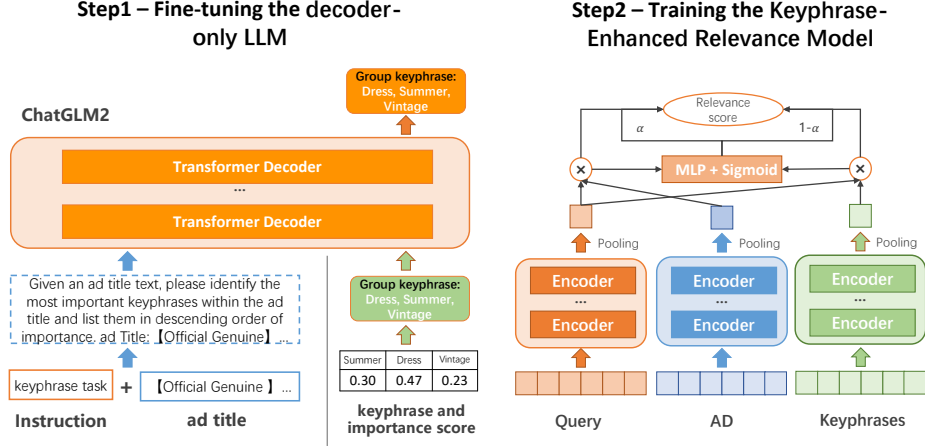 Step1 – Fine-tuning the decoder-
only LLM
Group keyphrase:
Dress, Summer,
Vintage
ChatGLM2
Transformer Decoder
...
Transformer Decoder
Given an ad title text, please identify the
most important keyphrases within the ad
title and list them in descending order of
importance. ad Title:【Official Genuine】...
keyphrase task
+
【Official Genuine 】...
Instruction
ad title
Group keyphrase:
Dress, Summer,
Vintage
Summer Dress Vintage
0.30 0.47 0.23
keyphrase and
importance score
Step2 – Training the Keyphrase-
Enhanced Relevance Model
Relevance
score
α
1-α
×
MLP + Sigmoid
×
Pooling
Pooling
Pooling
Encoder
...
Encoder
Encoder
...
Encoder
Encoder
...
Encoder
Query
AD
Keyphrases